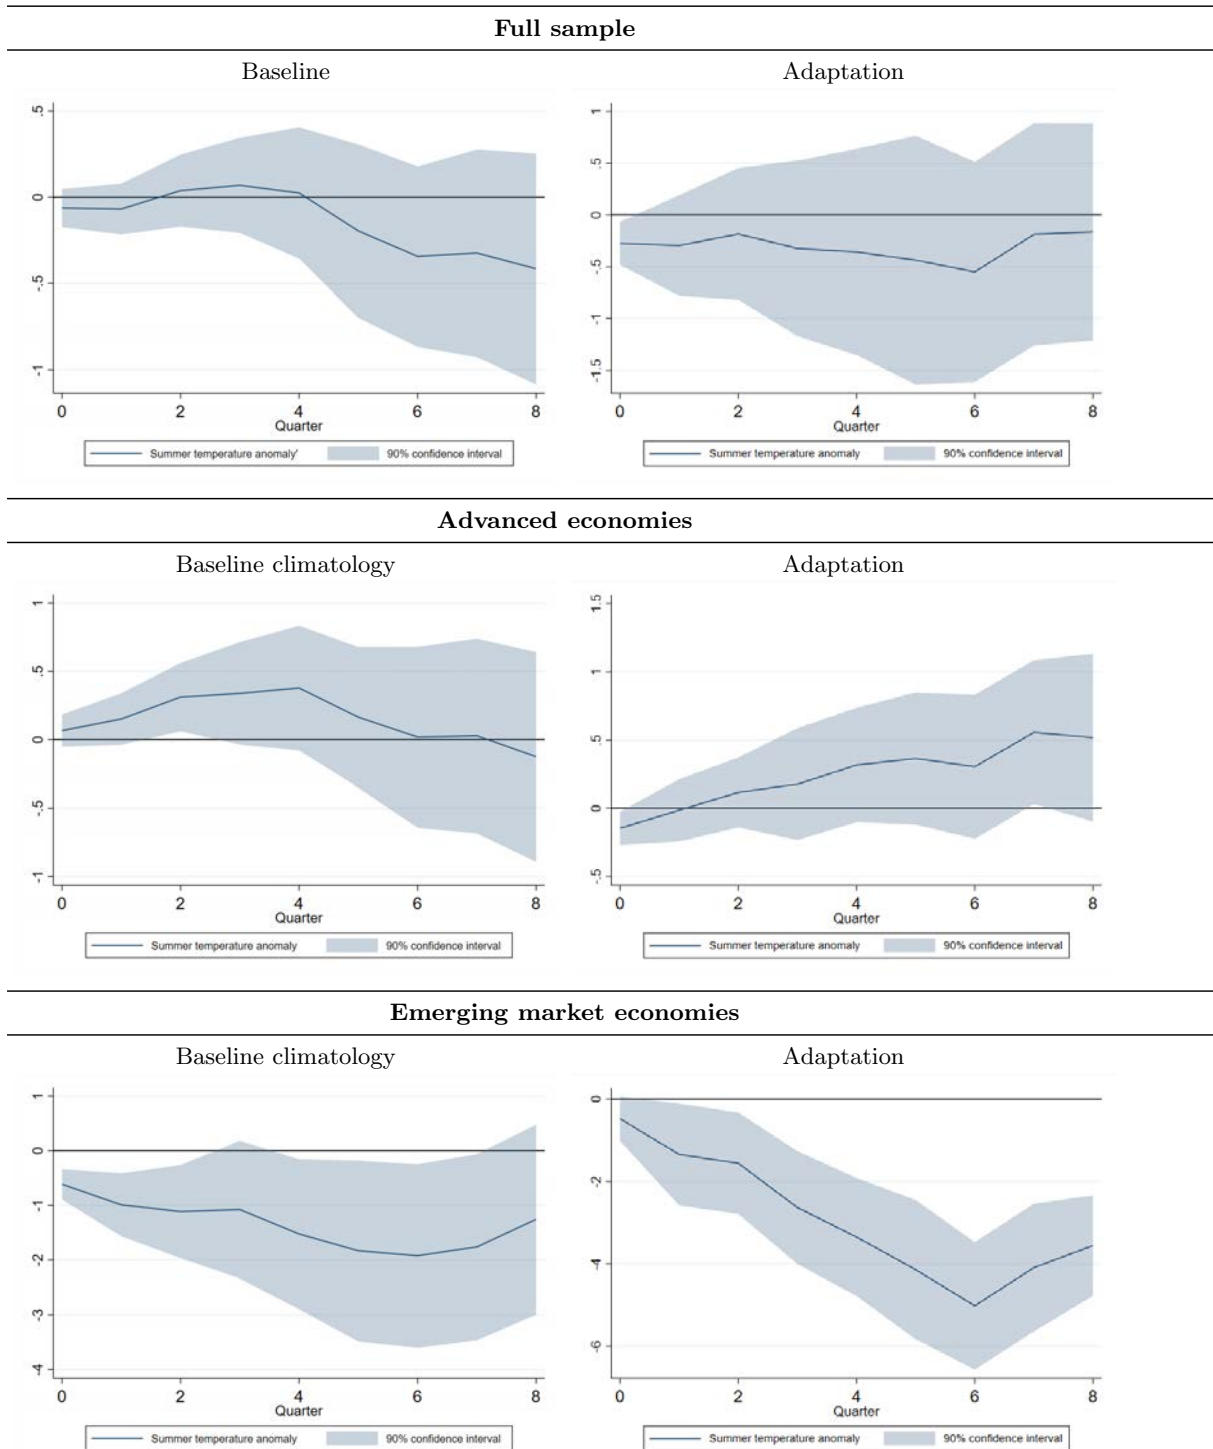 Full sample
Baseline Adaptation
.5
0
-.5
-1
0 2 4 6 8
Quarter
Summer temperature anomaly' 90% confidence interval
1
.5
0
-.5
-1
-1.5
0 2 4 6 8
Quarter
Summer temperature anomaly 90% confidence interval
Advanced economies
Baseline climatology Adaptation
1
.5
0
-.5
-1
0 2 4 6 8
Quarter
Summer temperature anomaly 90% confidence interval
1.5
1
.5
0
-.5
0 2 4 6 8
Quarter
Summer temperature anomaly 90% confidence interval
Emerging market economies
Baseline climatology Adaptation
1
0
-1
-2
-3
-4
0 2 4 6 8
Quarter
Summer temperature anomaly 90% confidence interval
0
-2
-4
-6
0 2 4 6 8
Quarter
Summer temperature anomaly 90% confidence interval